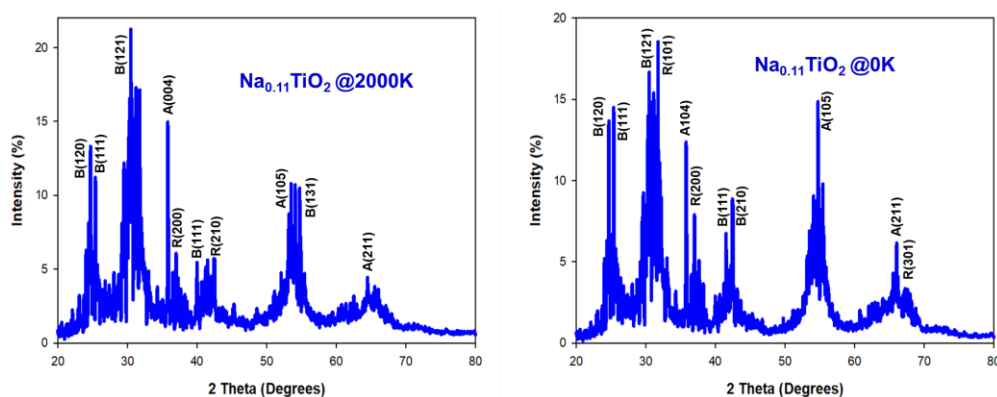 Na0.11TiO2 @2000K
B(120)
B(111)
B(121)
A(004)
R(200)
B(111)
R(210)
A(105)
B(131)
A(211)
Intensity (%)
20
15
10
5
0
20 30 40 50 60 70 80
2 Theta (Degrees)
Na0.11TiO2 @0K
B(120)
B(111)
B(121)
R(101)
A104)
R(200)
B(111)
B(210)
A(105)
A(211)
R(301)
Intensity (%)
20
15
10
5
0
20 30 40 50 60 70 80
2 Theta (Degrees)